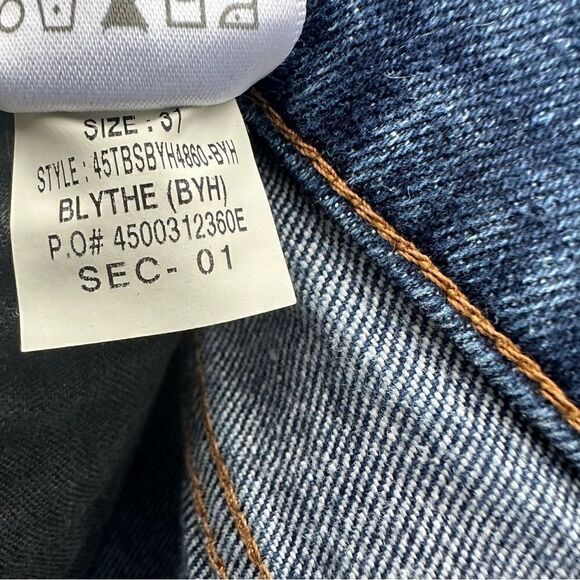 SIZE : 37
STYLE : 45TBSBYH4860-BYH
BLYTHE (BYH)
P.O# 4500312360E
SEC- 01